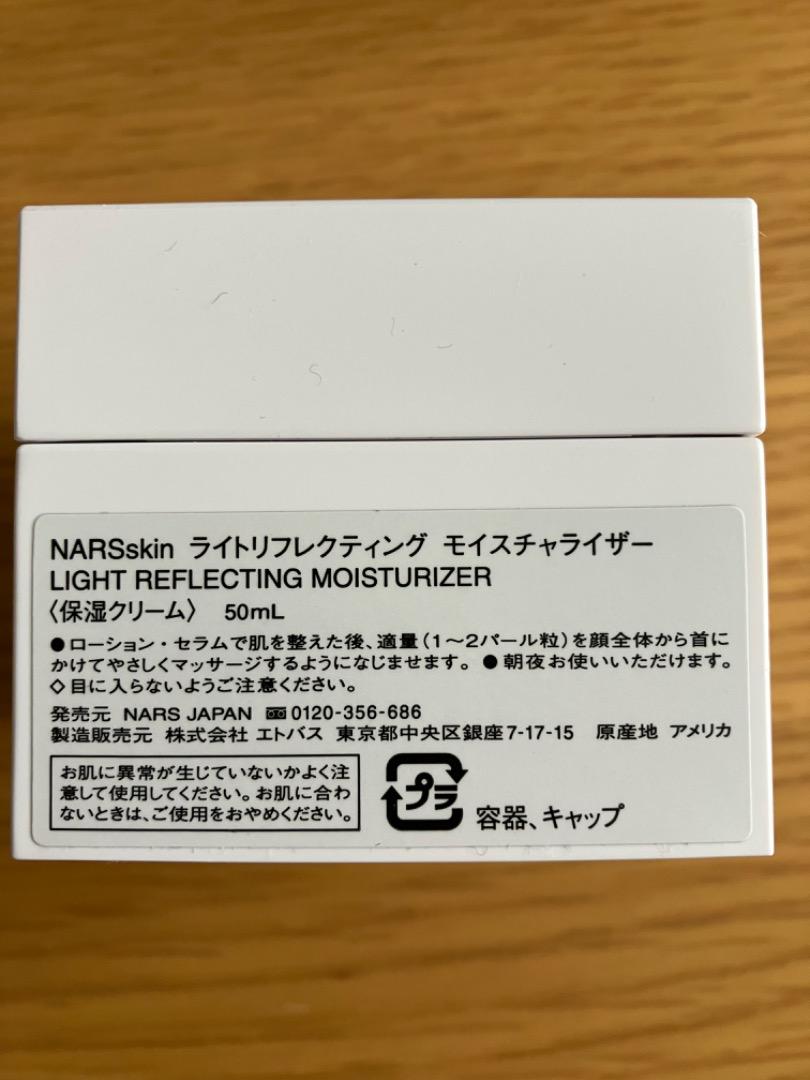 NARSskin ライトリフレクティング モイスチャライザー
LIGHT REFLECTING MOISTURIZER
〈保湿クリーム〉 50mL
●ローション・セラムで肌を整えた後、適量(1〜2パール粒)を顔全体から首に
かけてやさしくマッサージするようになじませます。●朝夜お使いいただけます。
◇目に入らないようご注意ください。
発売元 NARS JAPAN 0120-356-686
製造販売元 株式会社 エトバス 東京都中央区銀座7-17-15 原産地 アメリカ
お肌に異常が生じていないかよく注
意して使用してください。お肌に合わ
ないときは、ご使用をおやめください。
プラ
容器、キャップ